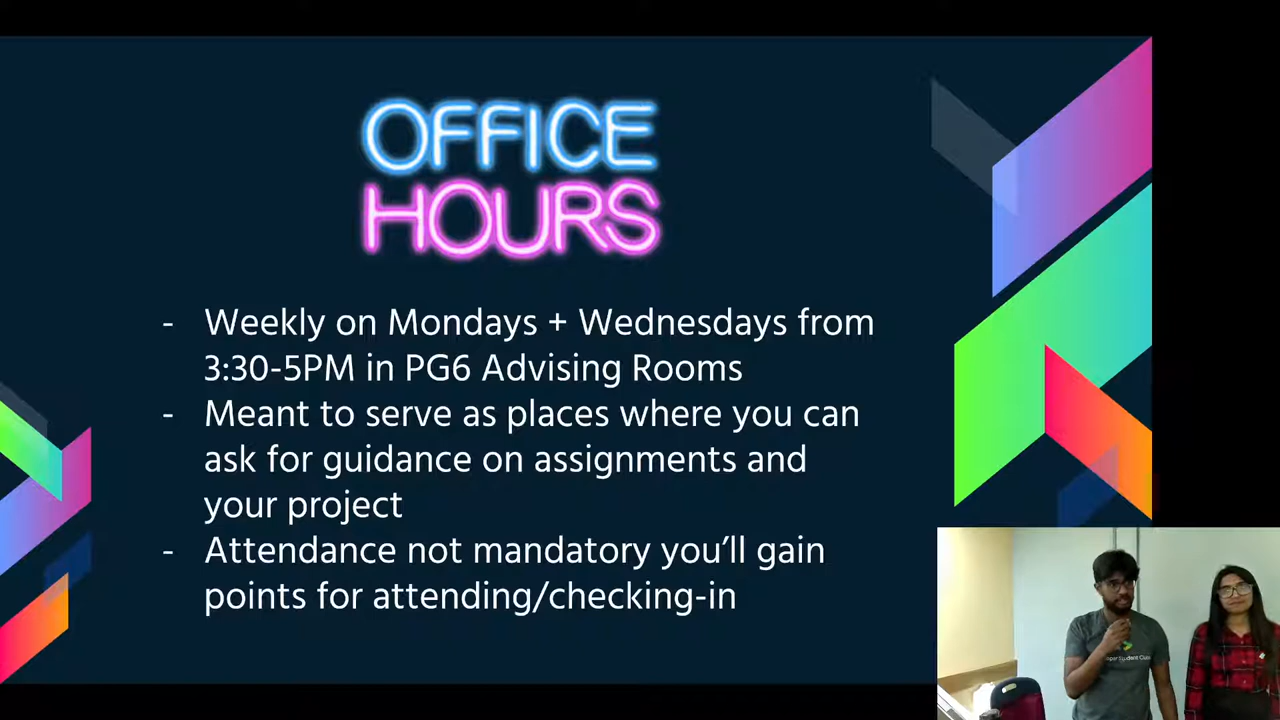 OFFICE
HOURS
- Weekly on Mondays + Wednesdays from
3:30-5PM in PG6 Advising Rooms
- Meant to serve as places where you can
ask for guidance on assignments and
your project
- Attendance not mandatory you’ll gain
points for attending/checking-in